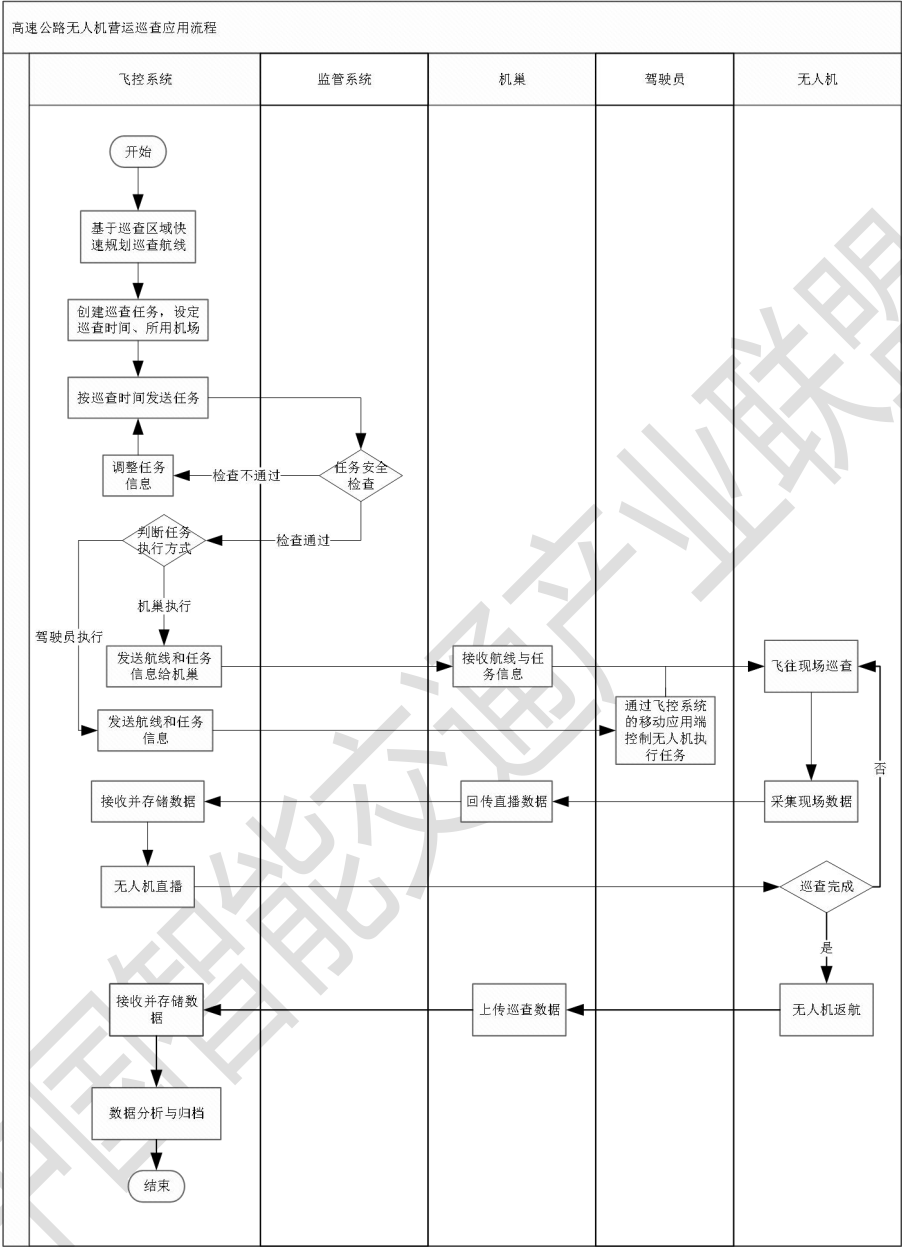 高速公路无人机营运巡查应用流程
飞控系统
监管系统
机巢
驾驶员
无人机
开始
基于巡查区域快
速规划巡查航线
创建巡查任务，设定
巡查时间、所用机场
按巡查时间发送任务
调整任务
信息
检查不通过
任务安全
检查
判断任务
执行方式
检查通过
机巢执行
驾驶员执行
发送航线和任务
信息给机巢
接收航线与任
务信息
飞往现场巡查
发送航线和任务
信息
通过飞控系统
的移动应用端
控制无人机执
行任务
否
接收并存储数据
回传直播数据
采集现场数据
无人机直播
巡查完成
是
接收并存储数
据
上传巡查数据
无人机返航
数据分析与归档
结束
中国智能交通产业联盟